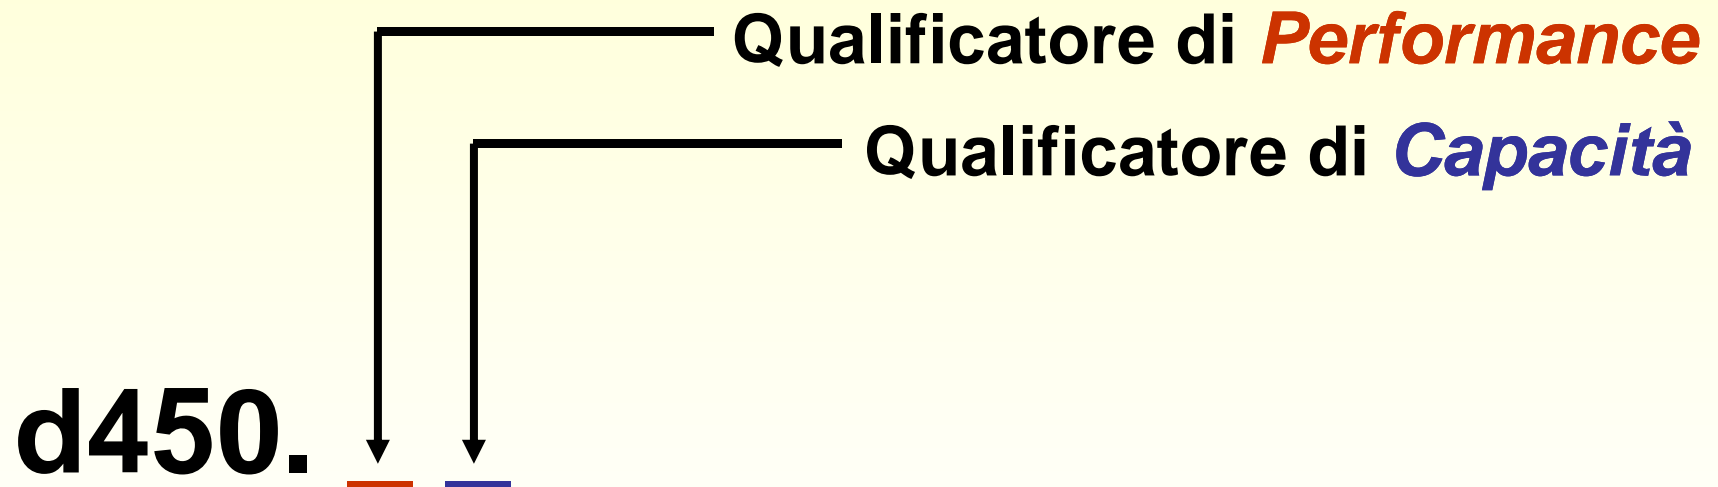 Qualificatore di Performance
Qualificatore di Capacità
d450.